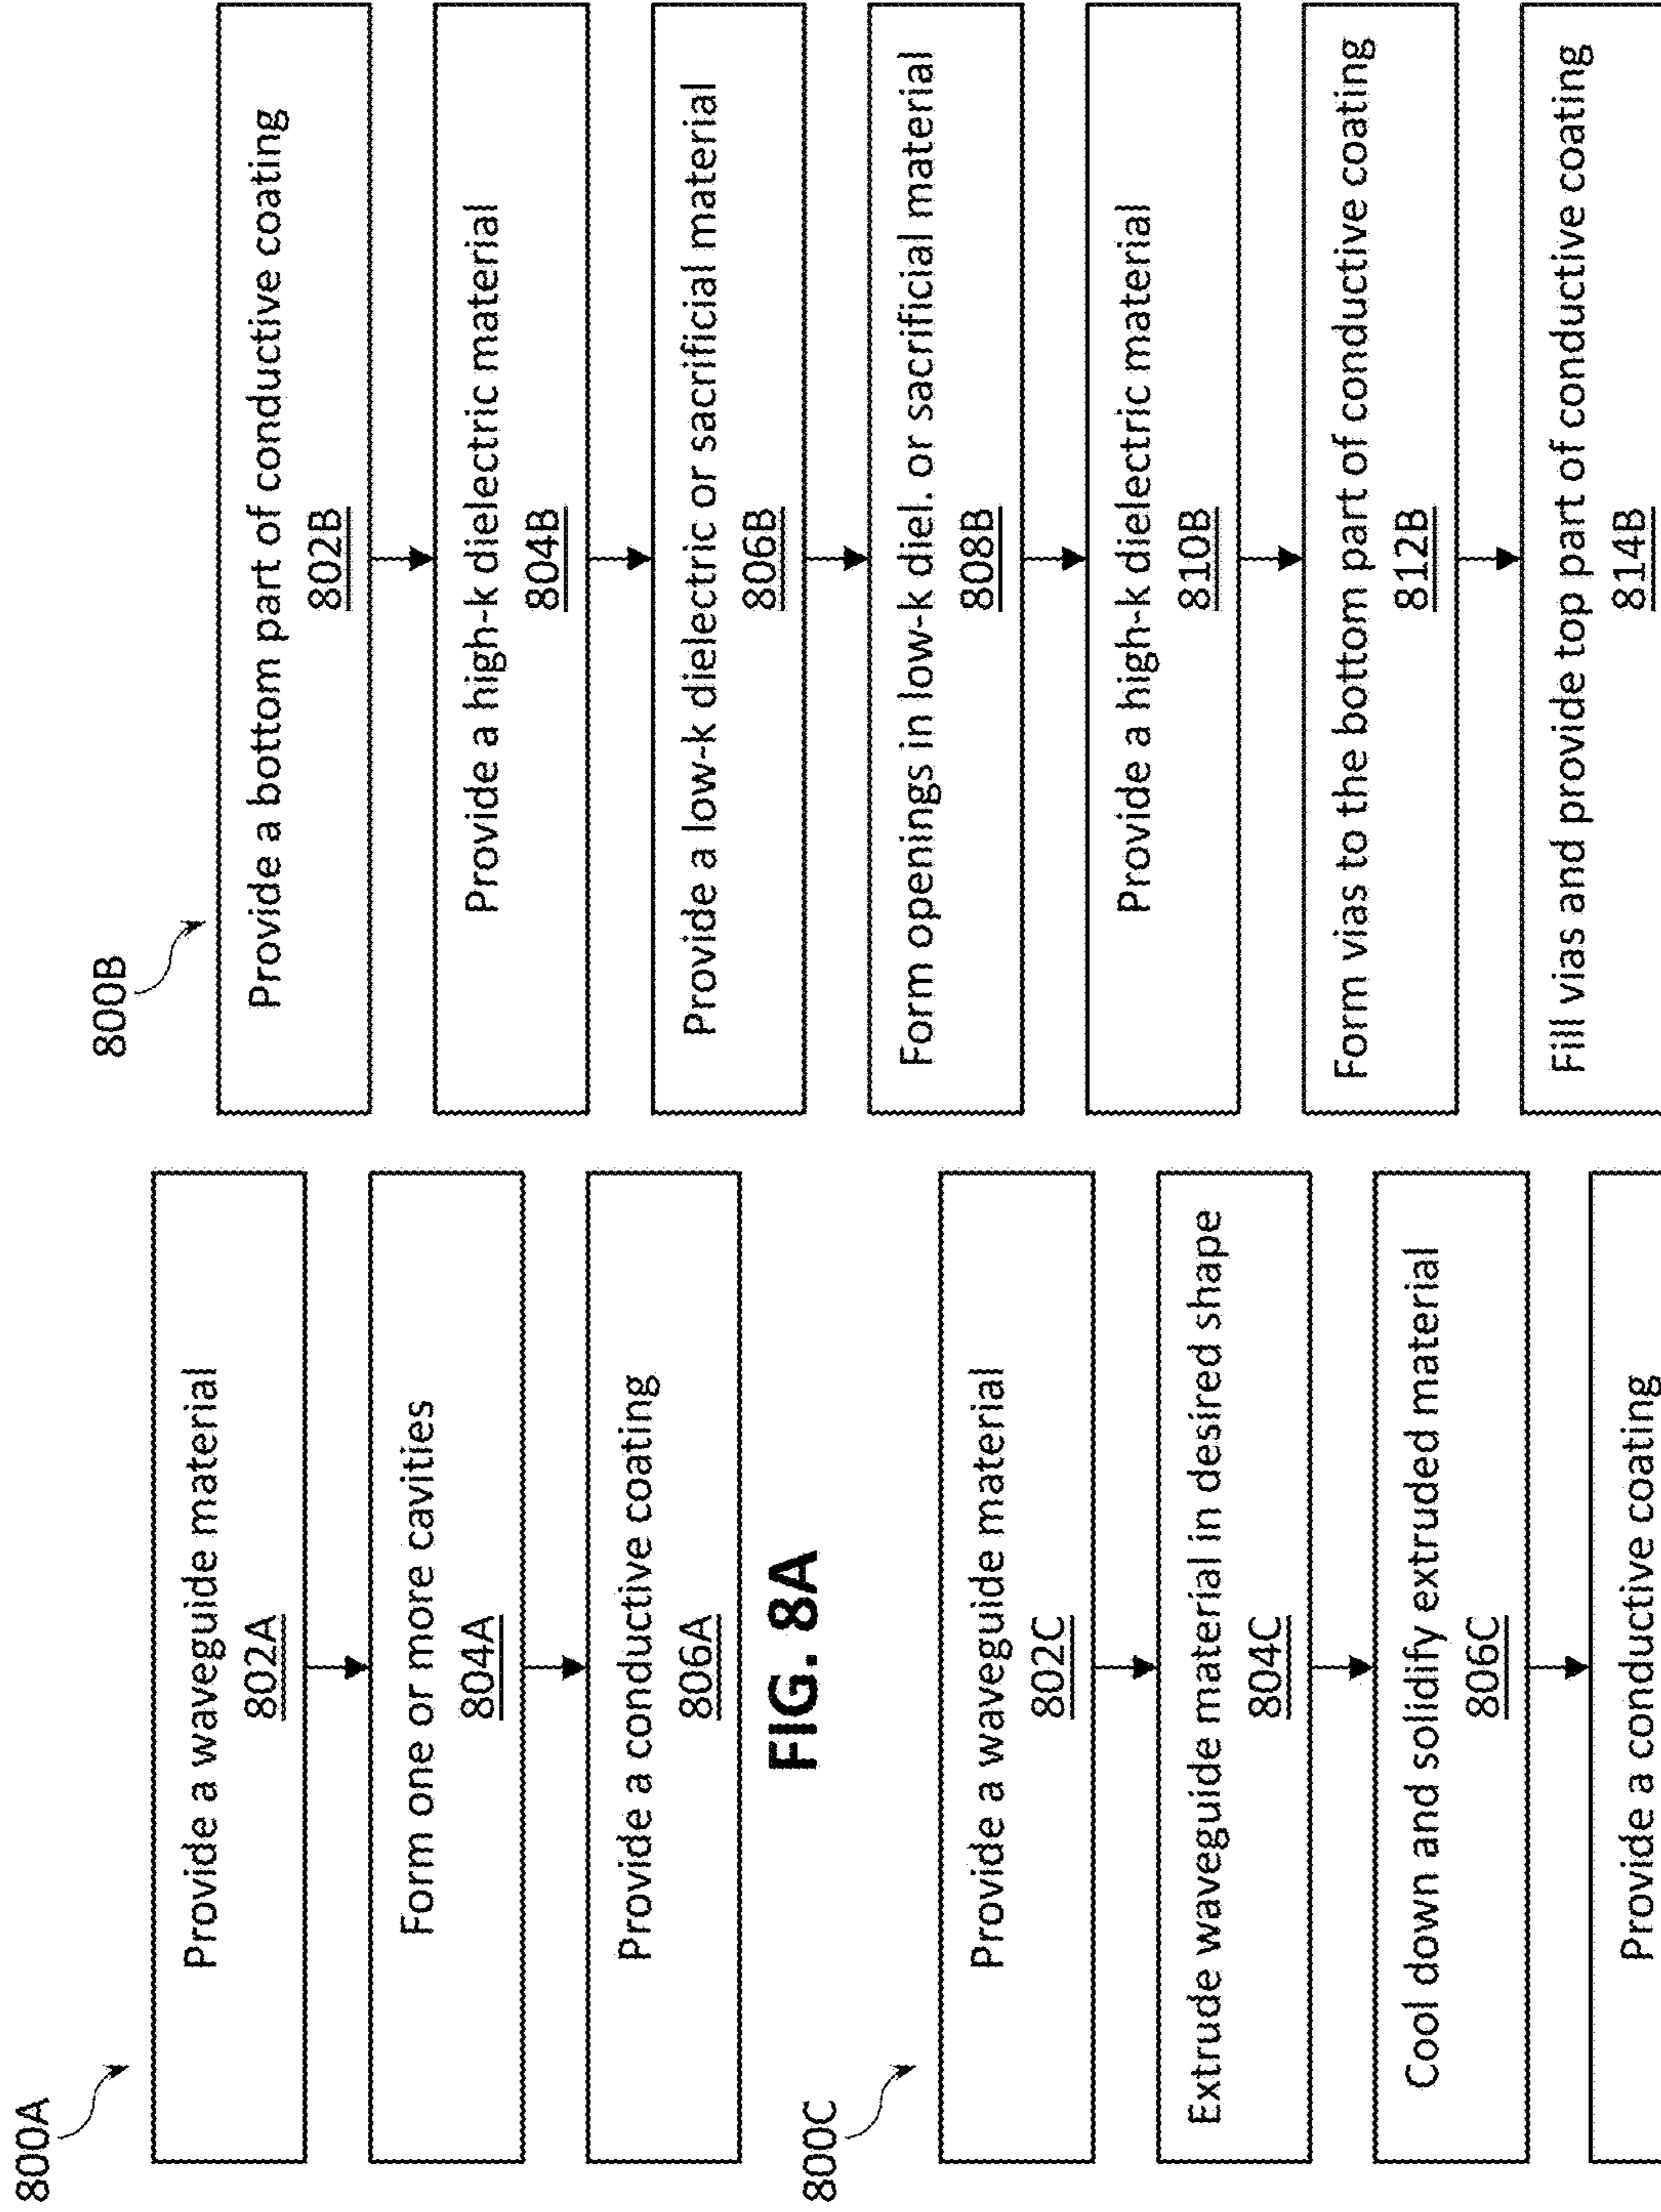 800A
Provide a waveguide material
802A
Form one or more cavities
804A
Provide a conductive coating
806A
FIG. 8A
800C
Provide a waveguide material
802C
Extrude waveguide material in desired shape
804C
Cool down and solidify extruded material
806C
Provide a conductive coating
800B
Provide a bottom part of conductive coating
802B
Provide a high-k dielectric material
804B
Provide a low-k dielectric or sacrificial material
806B
Form openings in low-k diel. or sacrificial material
808B
Provide a high-k dielectric material
810B
Form vias to the bottom part of conductive coating
812B
Fill vias and provide top part of conductive coating
814B